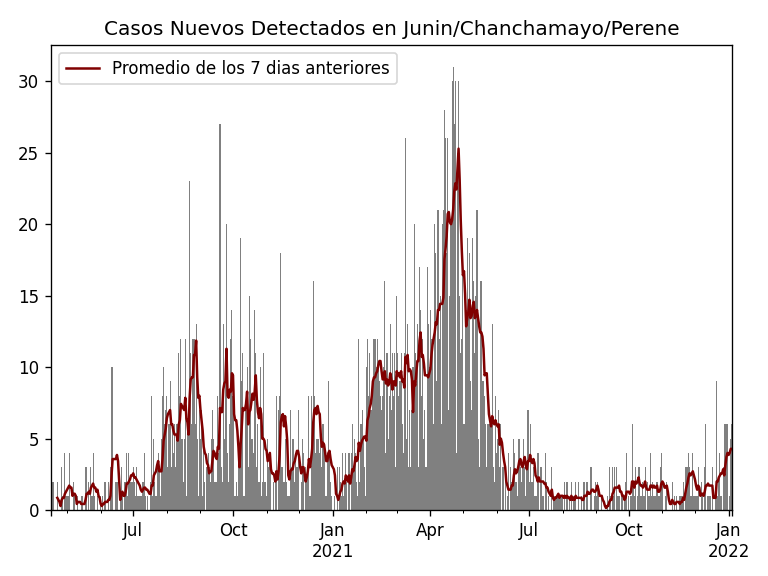 Casos Nuevos Detectados en Junin/Chanchamayo/Perene
Promedio de los 7 dias anteriores
30
25
20
15
10
5
0
Jul
Oct
Jan
2021
Apr
Jul
Oct
Jan
2022